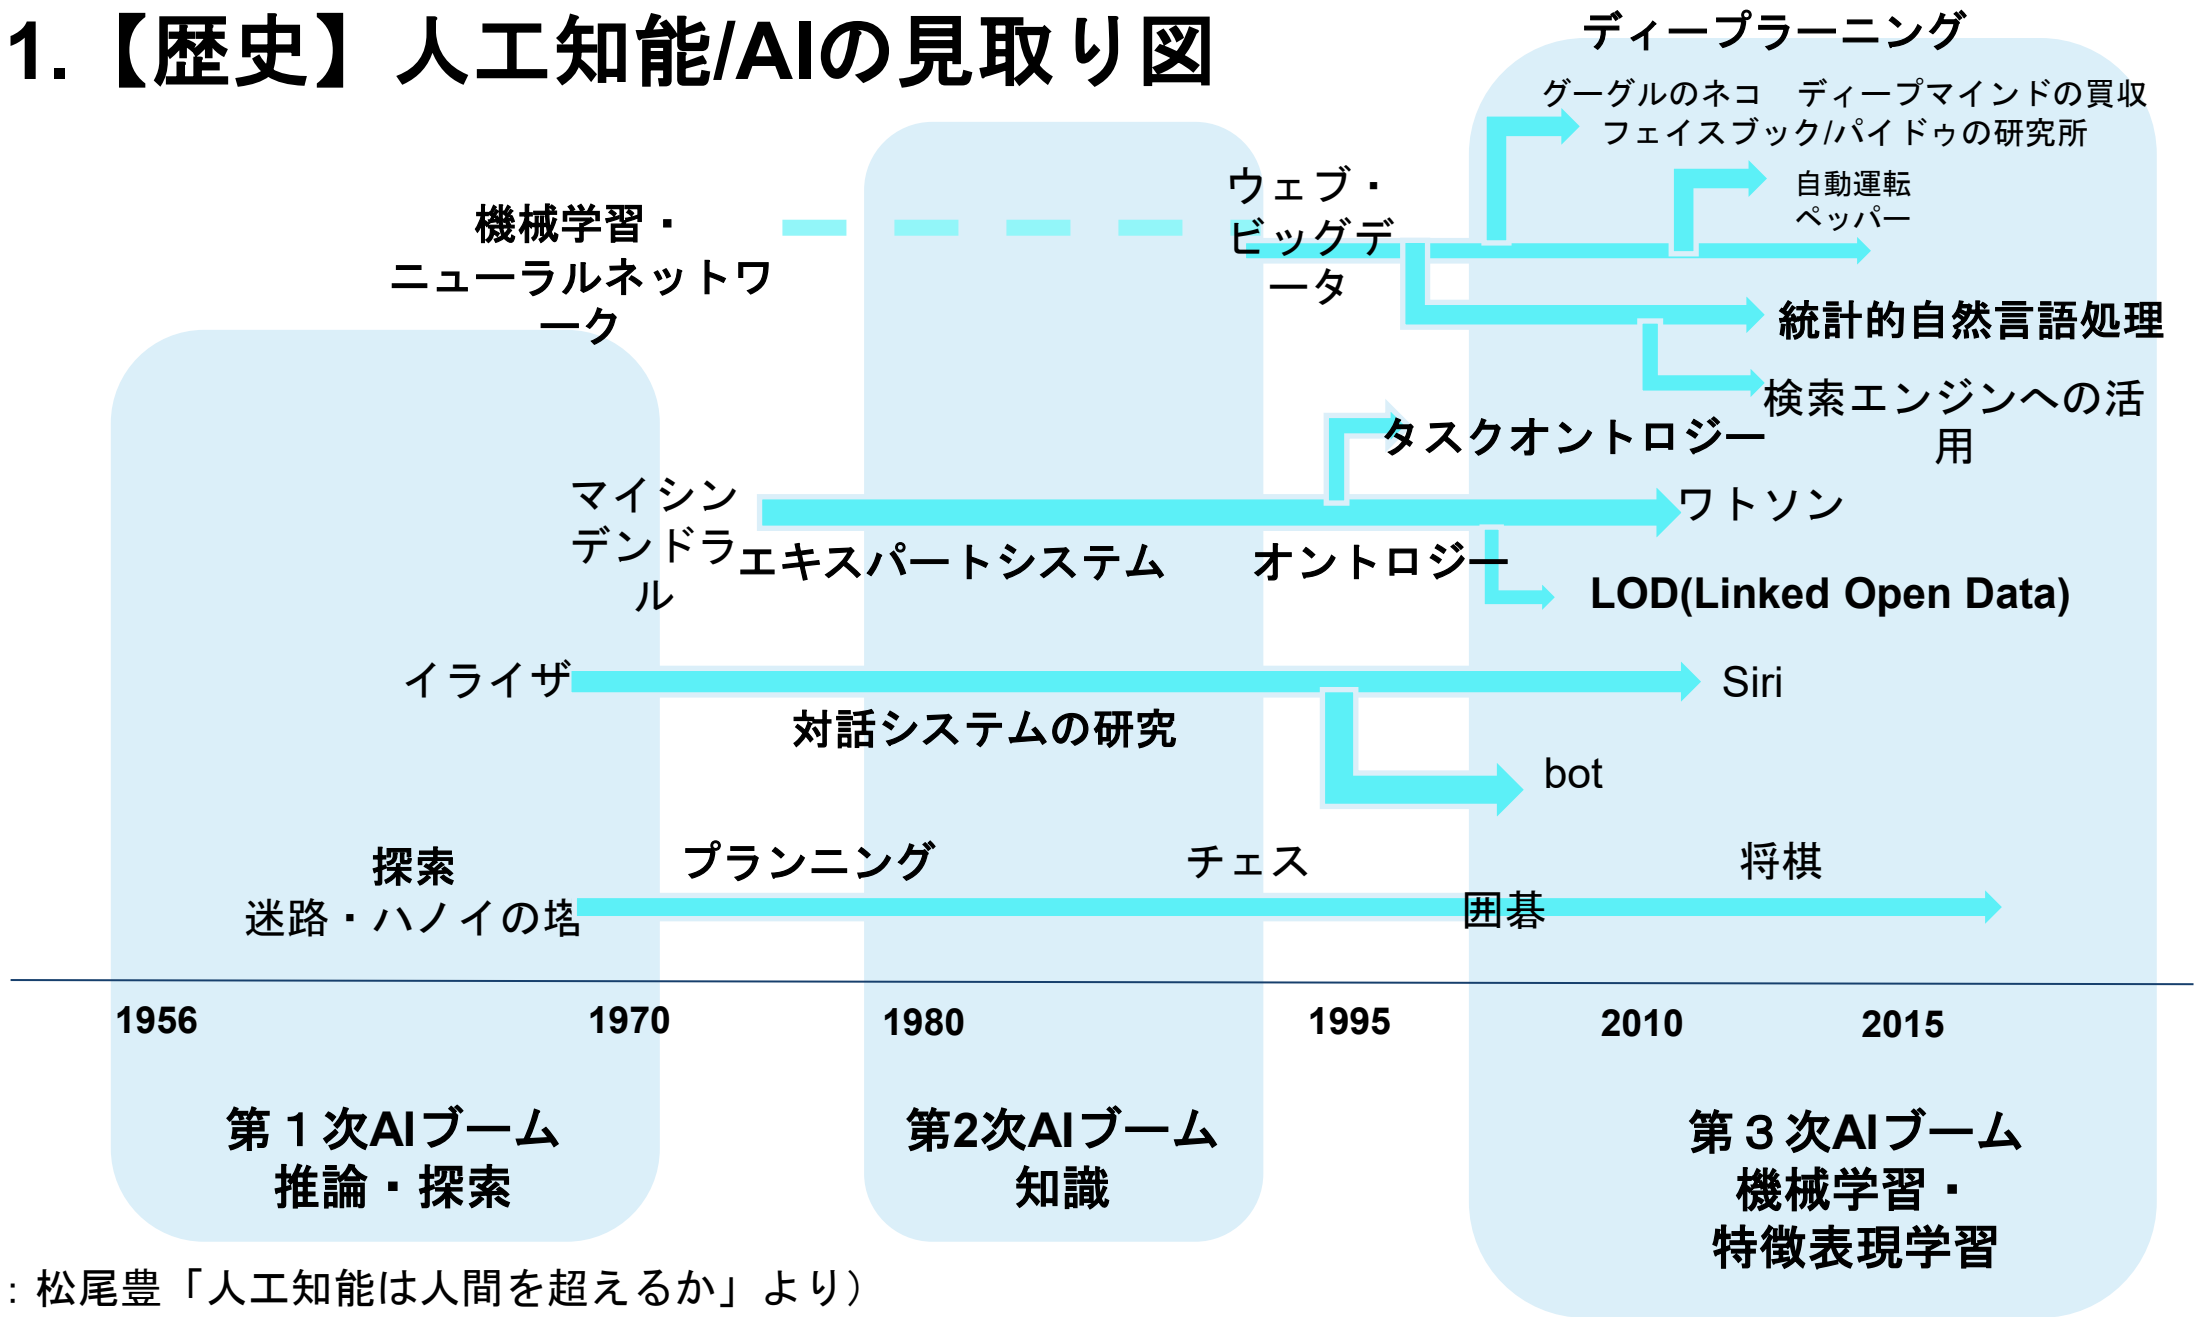 1.【歴史】人工知能/AIの見取り図
ディープラーニング
グーグルのネコ　ディープマインドの買収
フェイスブック/パイドゥの研究所
自動運転
ペッパー
ウェブ・
ビッグデ
ータ
機械学習・
ニューラルネットワ
ーク
統計的自然言語処理
検索エンジンへの活
用
タスクオントロジー
マイシン
デンドラ
ル
ワトソン
エキスパートシステム
オントロジー
LOD(Linked Open Data)
イライザ
Siri
対話システムの研究
bot
探索
迷路・ハノイの塔
プランニング
チェス
囲碁
将棋
1956
1970
1980
1995
2010
2015
第１次AIブーム
推論・探索
第2次AIブーム
知識
第３次AIブーム
機械学習・
特徴表現学習
：松尾豊「人工知能は人間を超えるか」より）